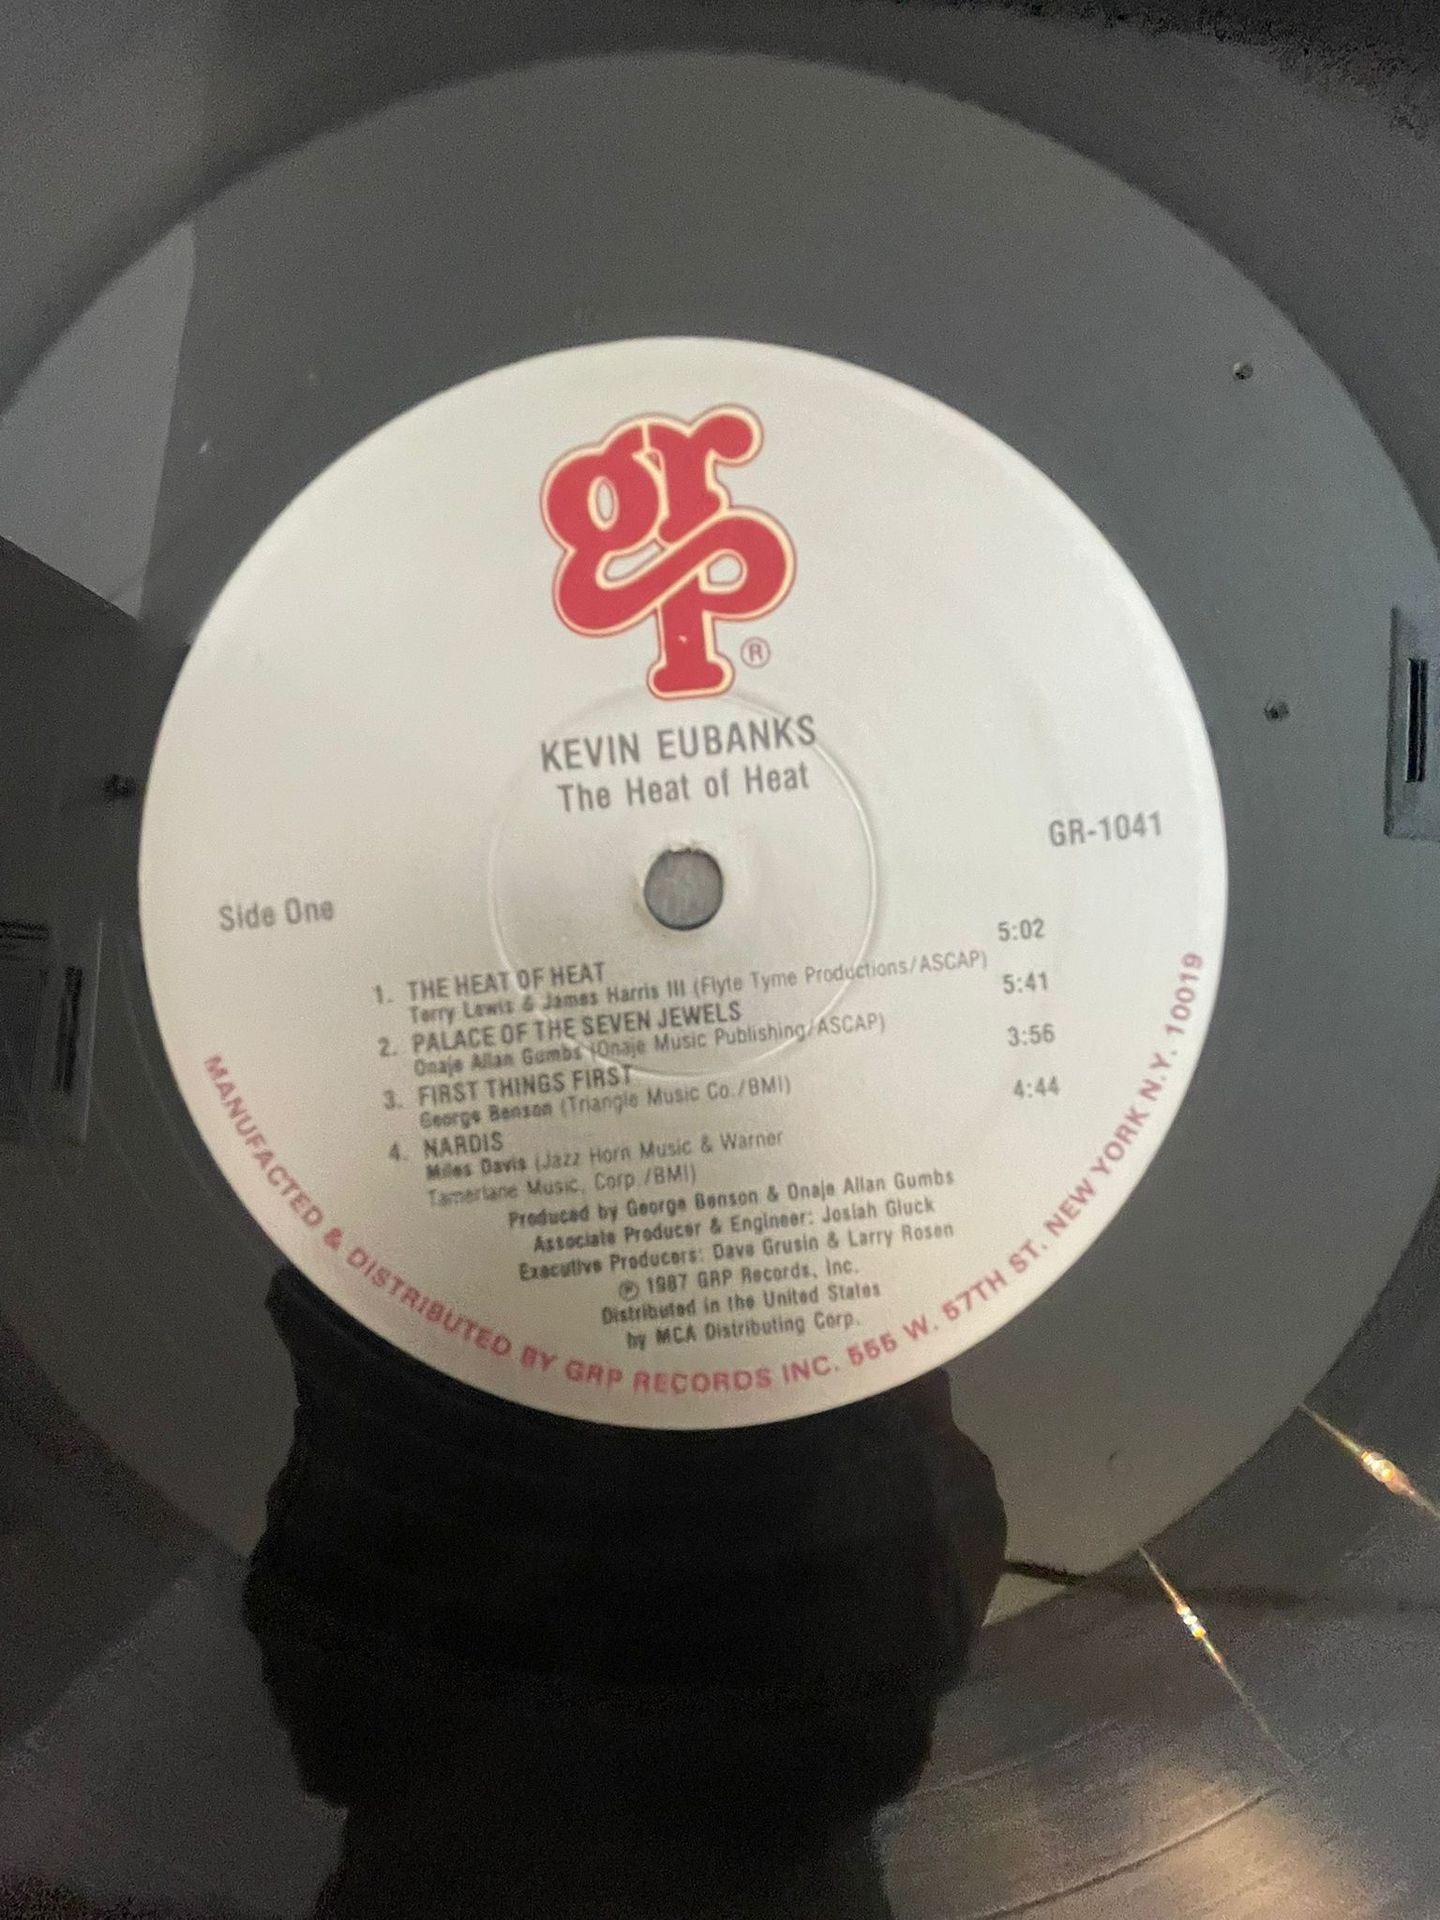 grp®
KEVIN EUBANKS
The Heat of Heat
GR-1041
Side One
1. THE HEAT OF HEAT 5:02
Terry Lewis & James Harris III (Flyte Tyme Productions/ASCAP)
2. PALACE OF THE SEVEN JEWELS 5:41
Onaje Allan Gumbs (Onaje Music Publishing/ASCAP)
3. FIRST THINGS FIRST 3:56
George Benson (Triangle Music Co./BMI)
4. NARDIS 4:44
Miles Davis (Jazz Horn Music & Warner
Tamerlane Music, Corp./BMI)
Produced by George Benson & Onaje Allan Gumbs
Associate Producer & Engineer: Josiah Gluck
Executive Producers: Dave Grusin & Larry Rosen
℗ 1987 GRP Records, Inc.
Distributed in the United States
by MCA Distributing Corp.
MANUFACTED & DISTRIBUTED BY GRP RECORDS INC. 555 W. 57TH ST. NEW YORK N.Y. 10019